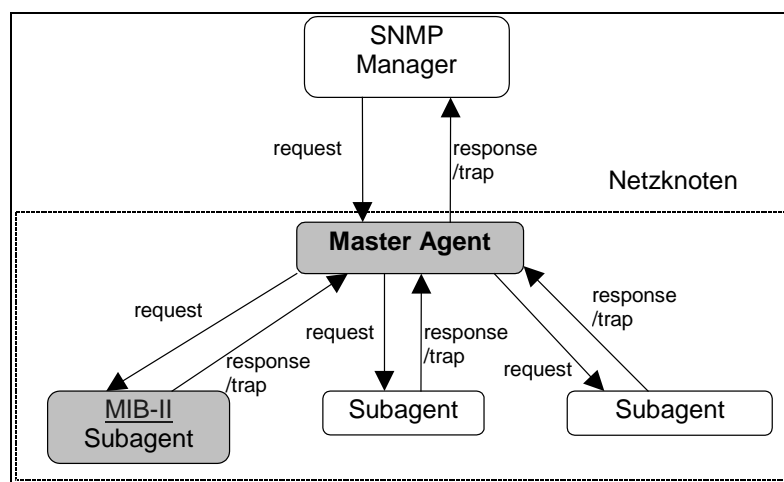 SNMP
Manager
request
response
/trap
Netzknoten
Master Agent
request
response
/trap
request
response
/trap
request
response
/trap
MIB-II
Subagent
Subagent
Subagent